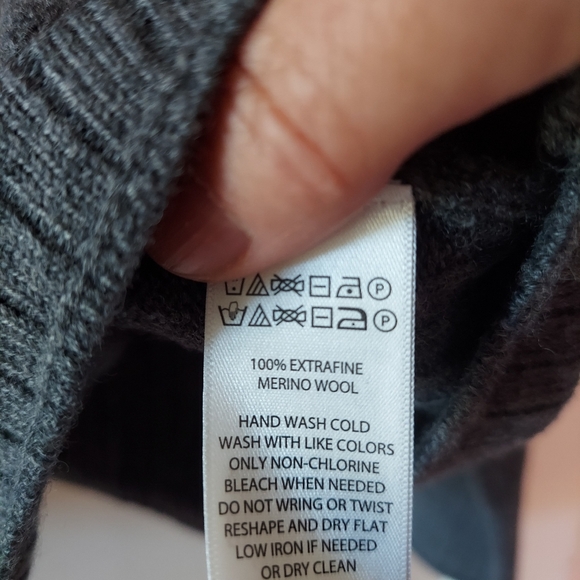 P
P
100% EXTRAFINE
MERINO WOOL
HAND WASH COLD
WASH WITH LIKE COLORS
ONLY NON-CHLORINE
BLEACH WHEN NEEDED
DO NOT WRING OR TWIST
RESHAPE AND DRY FLAT
LOW IRON IF NEEDED
OR DRY CLEAN